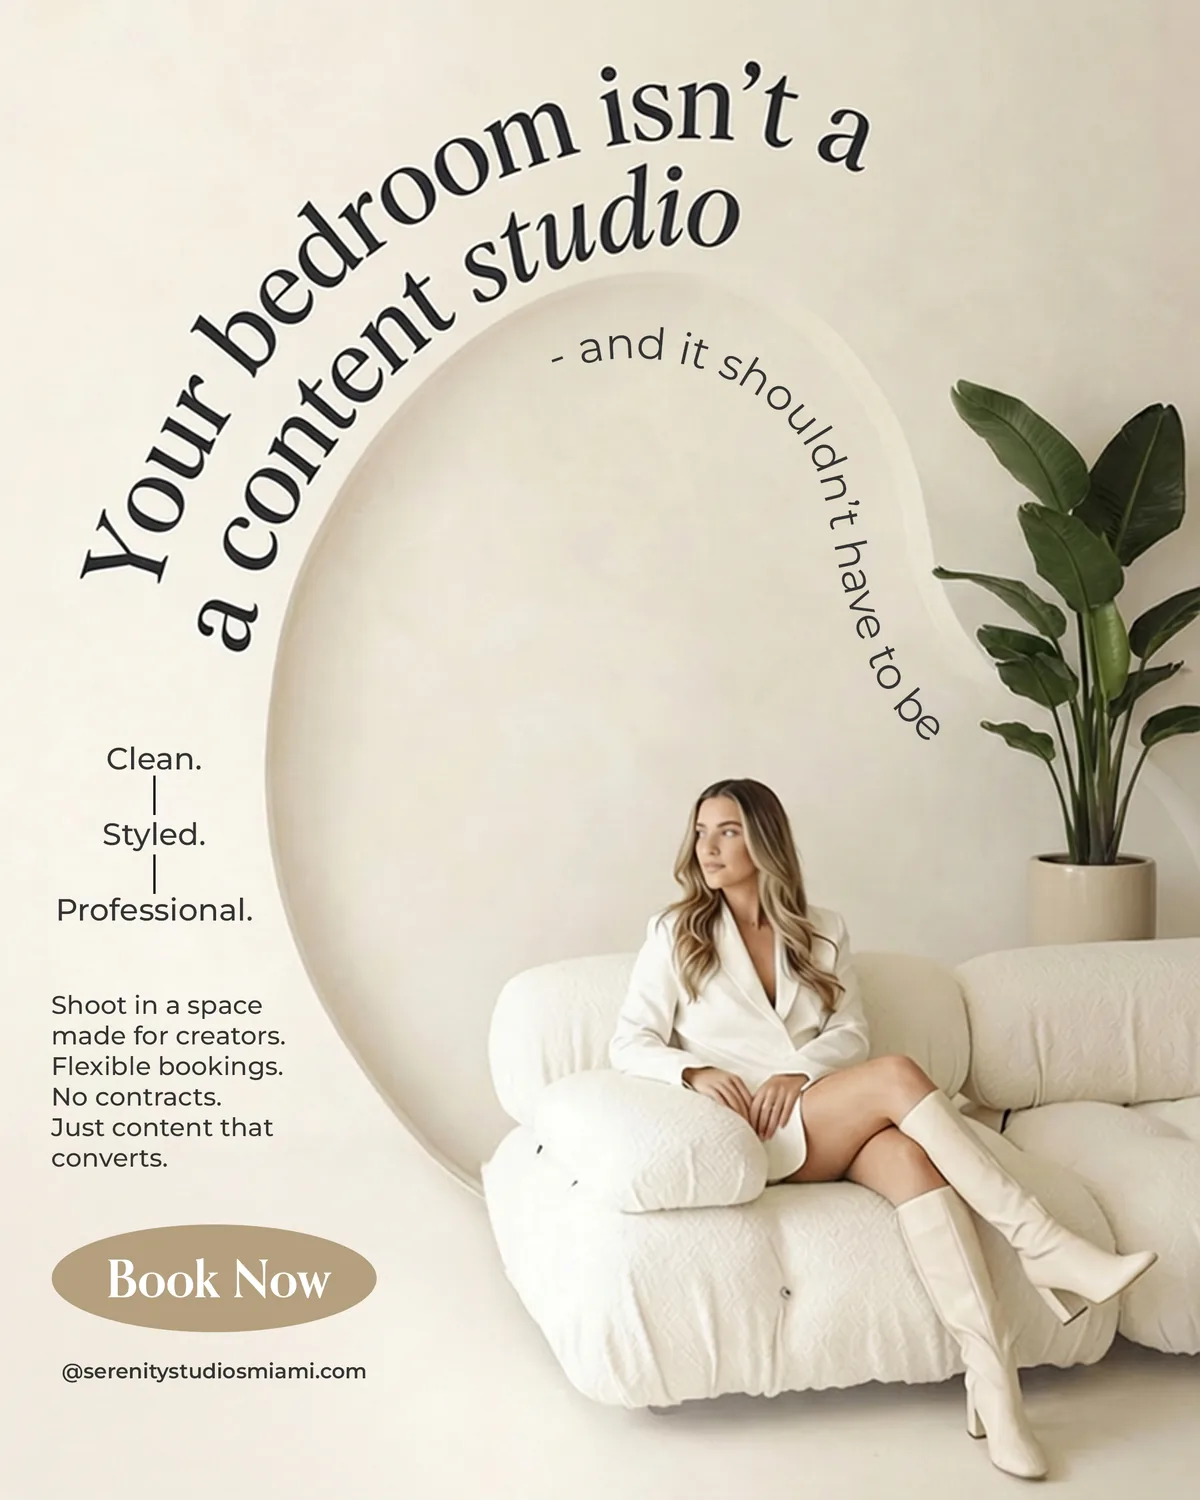 Your bedroom isn't a
a content studio
- and it shouldn't have to be
Clean.
Styled.
Professional.
Shoot in a space
made for creators.
Flexible bookings.
No contracts.
Just content that
converts.
Book Now
@serenitystudiosmiami.com